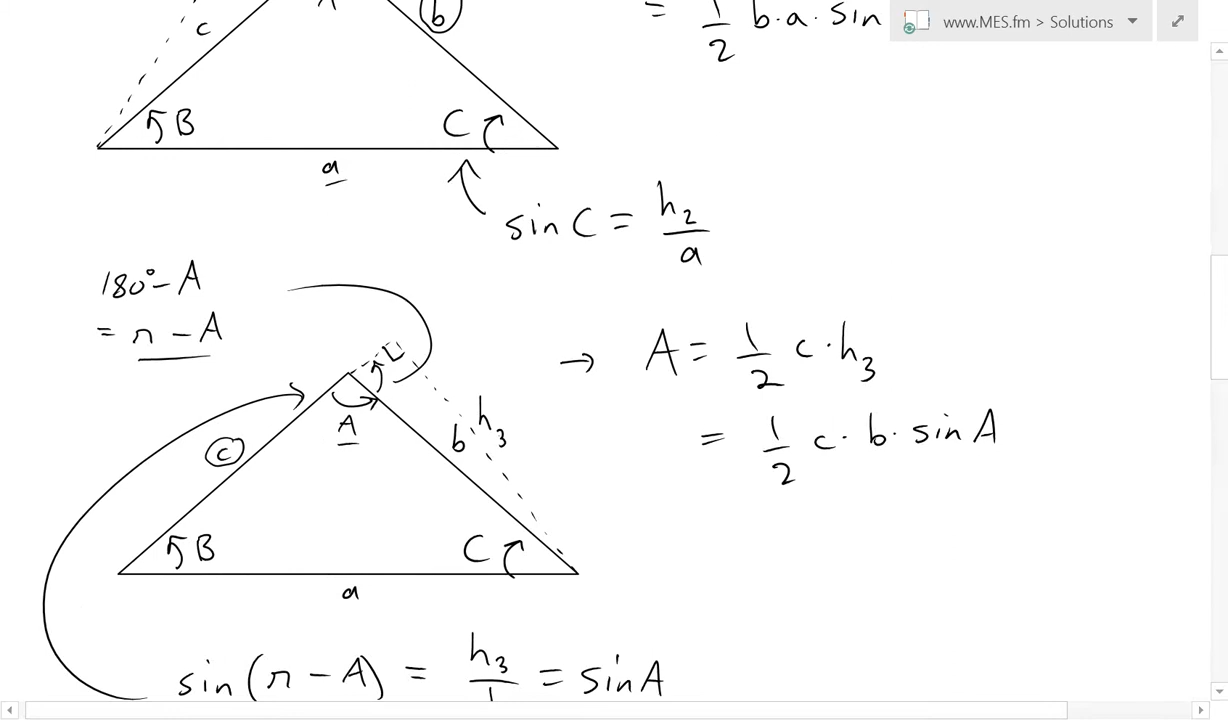 c
b
= 1/2 b·a·sin
www.MES.fm > Solutions
B
C
a
sin C = h₂/a
180° − A
= π − A
→ A = 1/2 c·h₃
A
c
b
h₃
= 1/2 c·b·sin A
B
C
a
sin(π − A) = h₃/ = sin A